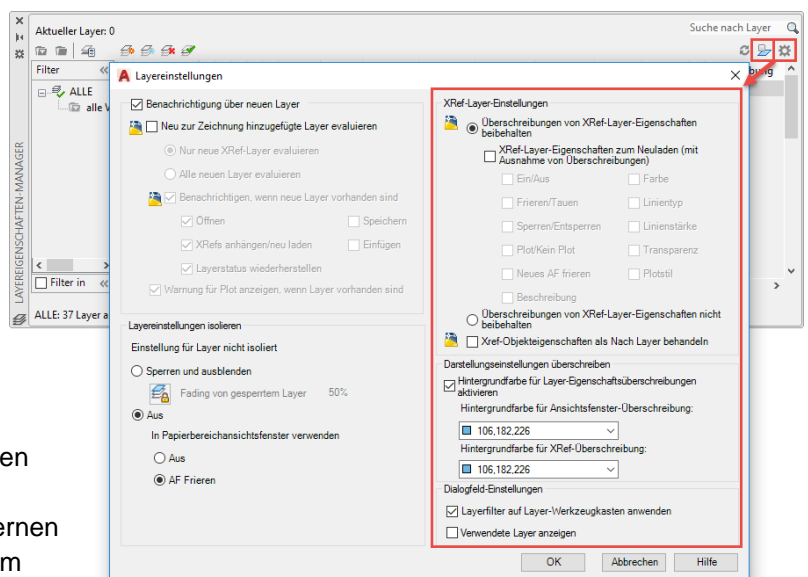 Aktueller Layer: 0
Suche nach Layer
Filter
ALLE
alle V
Filter in
ALLE: 37 Layer a
LAYEREIGENSCHAFTEN-MANAGER
Layereinstellungen
Benachrichtigung über neuen Layer
Neu zur Zeichnung hinzugefügte Layer evaluieren
Nur neue XRef-Layer evaluieren
Alle neuen Layer evaluieren
Benachrichtigen, wenn neue Layer vorhanden sind
Öffnen
Speichern
XRefs anhängen/neu laden
Einfügen
Layerstatus wiederherstellen
Warnung für Plot anzeigen, wenn Layer vorhanden sind
Layereinstellungen isolieren
Einstellung für Layer nicht isoliert
Sperren und ausblenden
Fading von gesperrtem Layer 50%
Aus
In Papierbereichansichtsfenster verwenden
Aus
AF Frieren
XRef-Layer-Einstellungen
Überschreibungen von XRef-Layer-Eigenschaften
beibehalten
XRef-Layer-Eigenschaften zum Neuladen (mit
Ausnahme von Überschreibungen)
Ein/Aus
Farbe
Frieren/Tauen
Linientyp
Sperren/Entsperren
Linienstärke
Plot/Kein Plot
Transparenz
Neues AF frieren
Plotstil
Beschreibung
Überschreibungen von XRef-Layer-Eigenschaften nicht
beibehalten
Xref-Objekteigenschaften als Nach Layer behandeln
Darstellungseinstellungen überschreiben
Hintergrundfarbe für Layer-Eigenschaftsüberschreibungen
aktivieren
Hintergrundfarbe für Ansichtsfenster-Überschreibung:
106,182,226
Hintergrundfarbe für XRef-Überschreibung:
106,182,226
Dialogfeld-Einstellungen
Layerfilter auf Layer-Werkzeugkasten anwenden
Verwendete Layer anzeigen
OK
Abbrechen
Hilfe
en
ernen
m